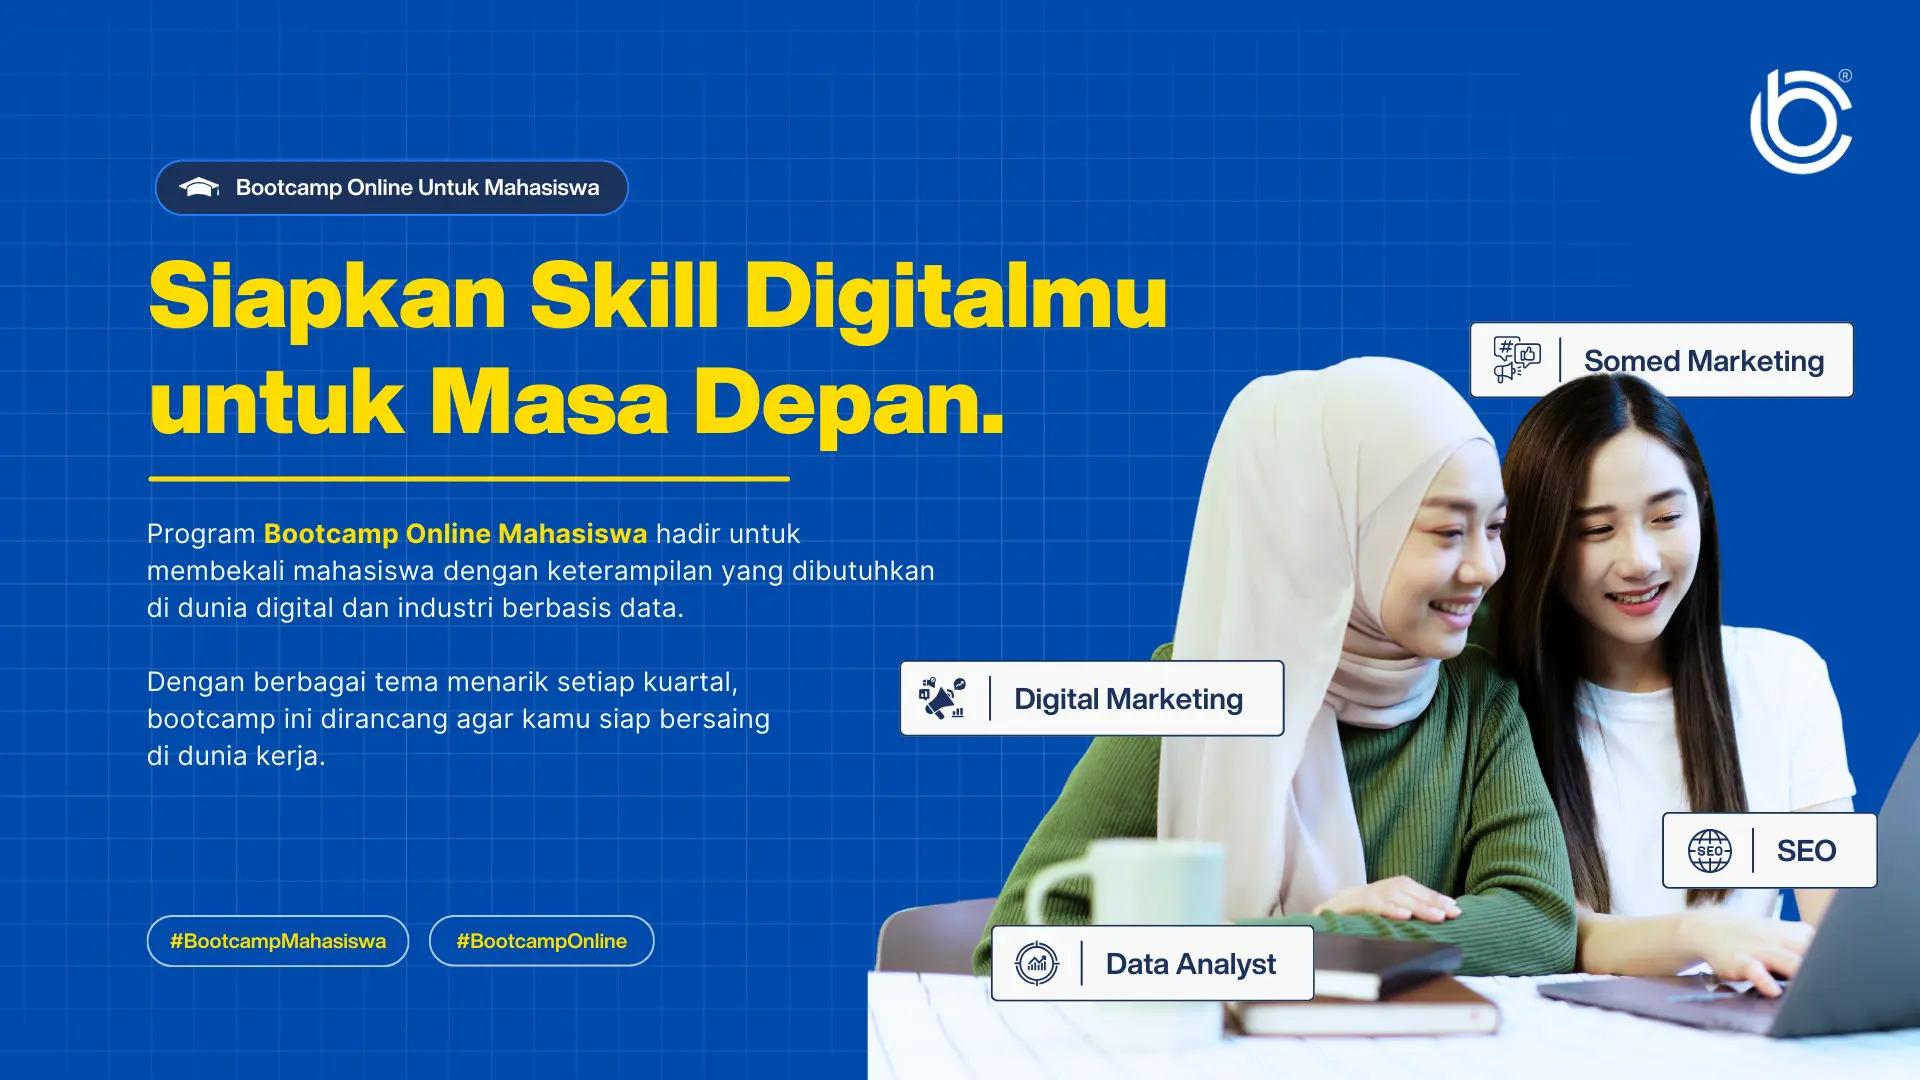 ®
Bootcamp Online Untuk Mahasiswa
Siapkan Skill Digitalmu
untuk Masa Depan.
Program Bootcamp Online Mahasiswa hadir untuk
membekali mahasiswa dengan keterampilan yang dibutuhkan
di dunia digital dan industri berbasis data.
Dengan berbagai tema menarik setiap kuartal,
bootcamp ini dirancang agar kamu siap bersaing
di dunia kerja.
#BootcampMahasiswa
#BootcampOnline
# Somed Marketing
Digital Marketing
SEO SEO
Data Analyst